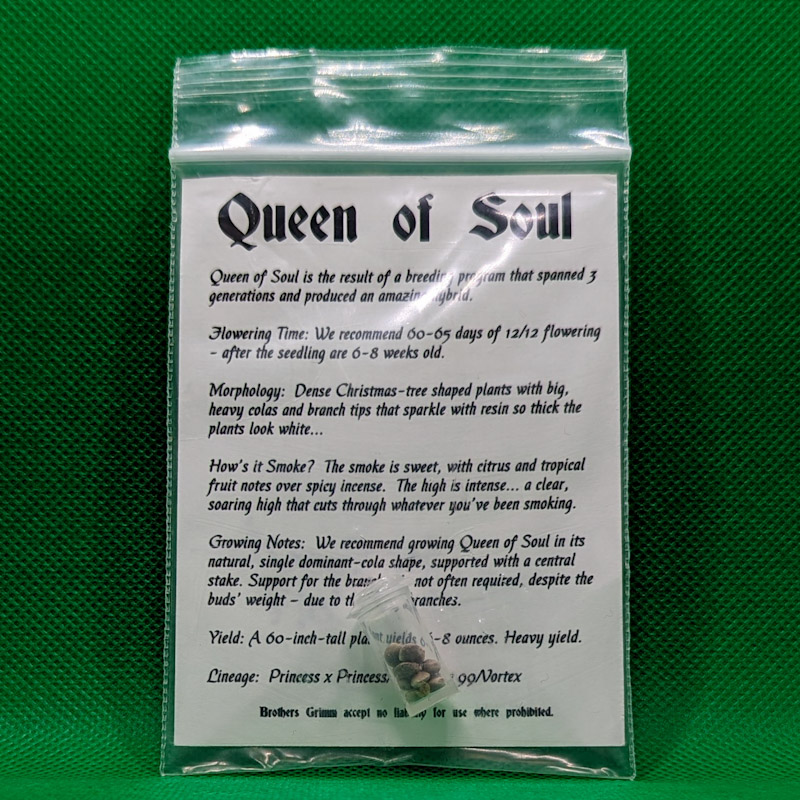 Queen of Soul
Queen of Soul is the result of a breeding program that spanned 3
generations and produced an amazing hybrid.
Flowering Time: We recommend 60-65 days of 12/12 flowering
- after the seedling are 6-8 weeks old.
Morphology: Dense Christmas-tree shaped plants with big,
heavy colas and branch tips that sparkle with resin so thick the
plants look white...
How's it Smoke? The smoke is sweet, with citrus and tropical
fruit notes over spicy incense. The high is intense... a clear,
soaring high that cuts through whatever you've been smoking.
Growing Notes: We recommend growing Queen of Soul in its
natural, single dominant-cola shape, supported with a central
stake. Support for the not often required, despite the
buds' weight – due to branches.
Yield: A 60-inch-tall plant yields 6-8 ounces. Heavy yield.
Lineage: Princess x Princess 99/Vortex
Brothers Grimm accept no liability for use where prohibited.